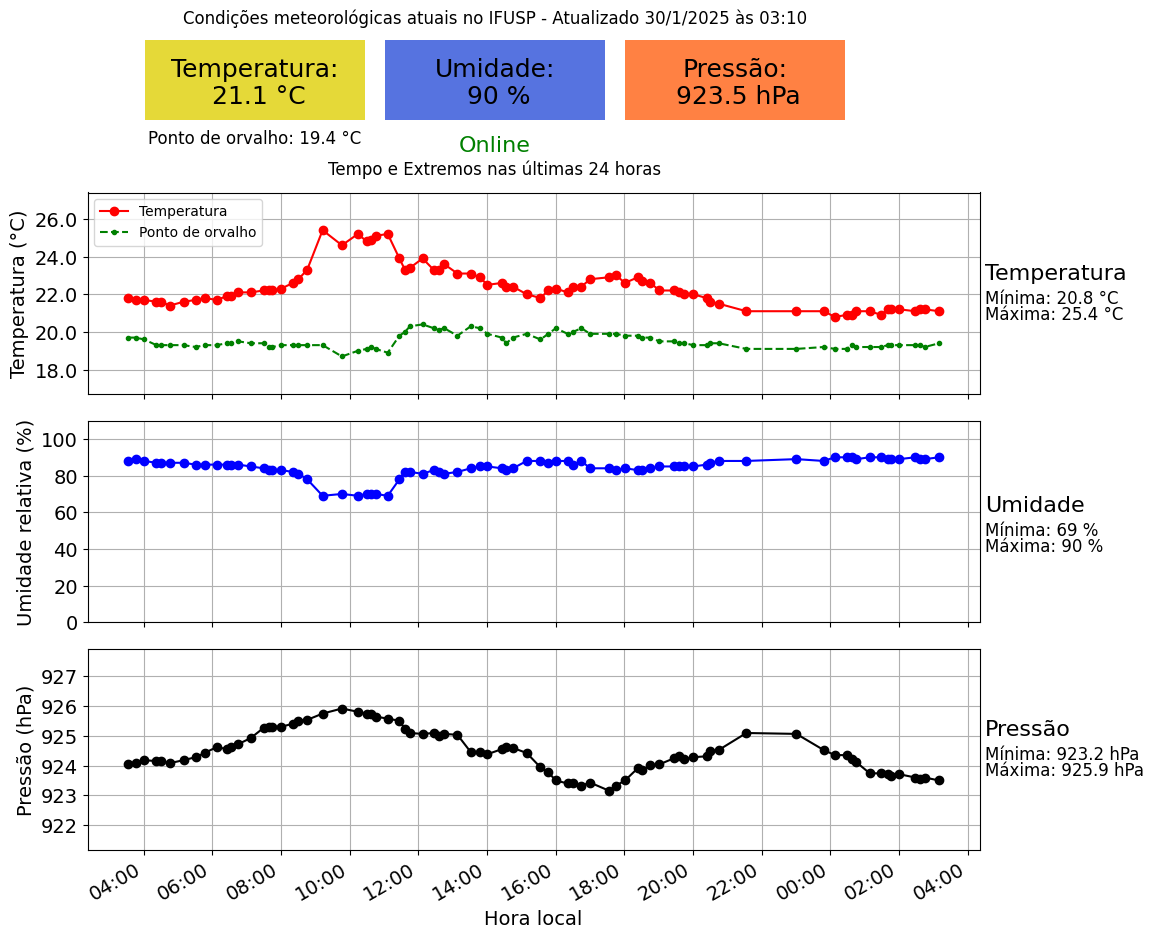 Condições meteorológicas atuais no IFUSP - Atualizado 30/1/2025 às 03:10
Temperatura:
21.1 °C
Umidade:
90 %
Pressão:
923.5 hPa
Ponto de orvalho: 19.4 °C
Online
Tempo e Extremos nas últimas 24 horas
Temperatura (°C)
26.0
24.0
22.0
20.0
18.0
Temperatura
Ponto de orvalho
Temperatura
Mínima: 20.8 °C
Máxima: 25.4 °C
Umidade relativa (%)
100
80
60
40
20
0
Umidade
Mínima: 69 %
Máxima: 90 %
Pressão (hPa)
927
926
925
924
923
922
Pressão
Mínima: 923.2 hPa
Máxima: 925.9 hPa
04:00 06:00 08:00 10:00 12:00 14:00 16:00 18:00 20:00 22:00 00:00 02:00 04:00
Hora local